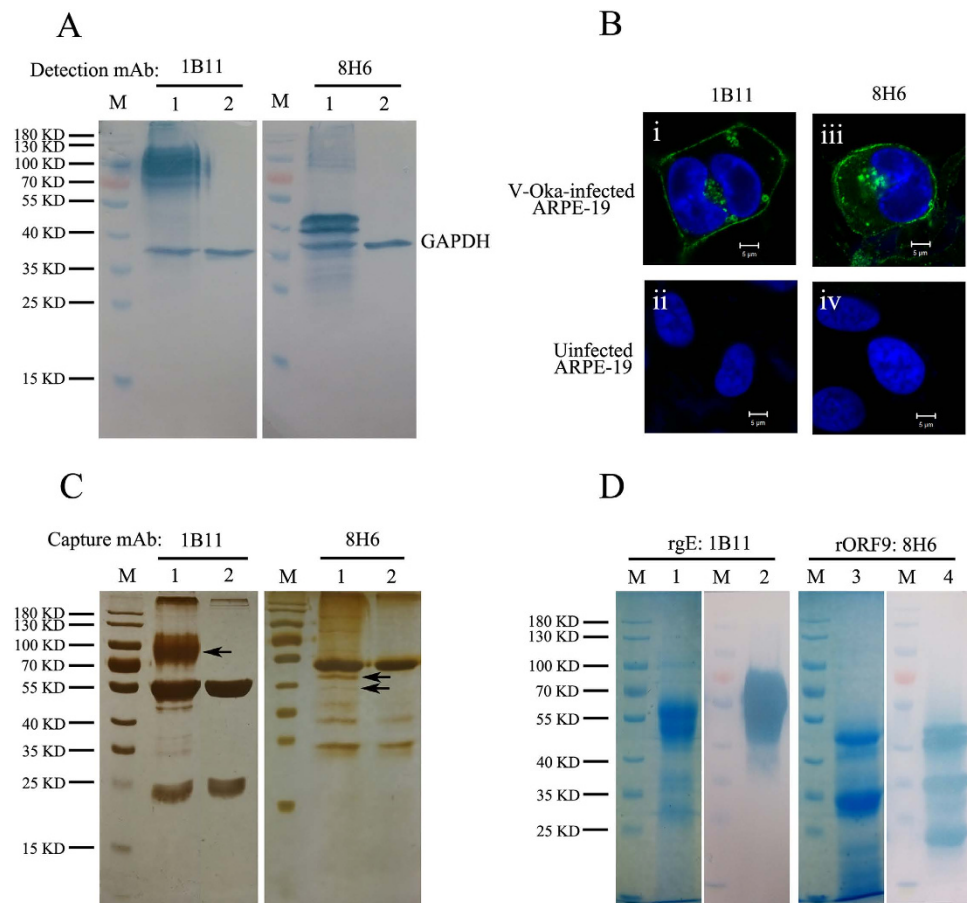 A
Detection mAb: 1B11 8H6
M 1 2 M 1 2
180 KD
130 KD
100 KD
70 KD
55 KD
40 KD
35 KD
25 KD
15 KD
GAPDH
B
1B11 8H6
V-Oka-infected
ARPE-19
i iii
5 µm 5 µm
Uinfected
ARPE-19
ii iv
5 µm 5 µm
C
Capture mAb: 1B11 8H6
M 1 2 M 1 2
180 KD
130 KD
100 KD
70 KD
55 KD
40 KD
35 KD
25 KD
15 KD
D
rgE: 1B11 rORF9: 8H6
M 1 M 2 M 3 M 4
180 KD
130 KD
100 KD
70 KD
55 KD
40 KD
35 KD
25 KD